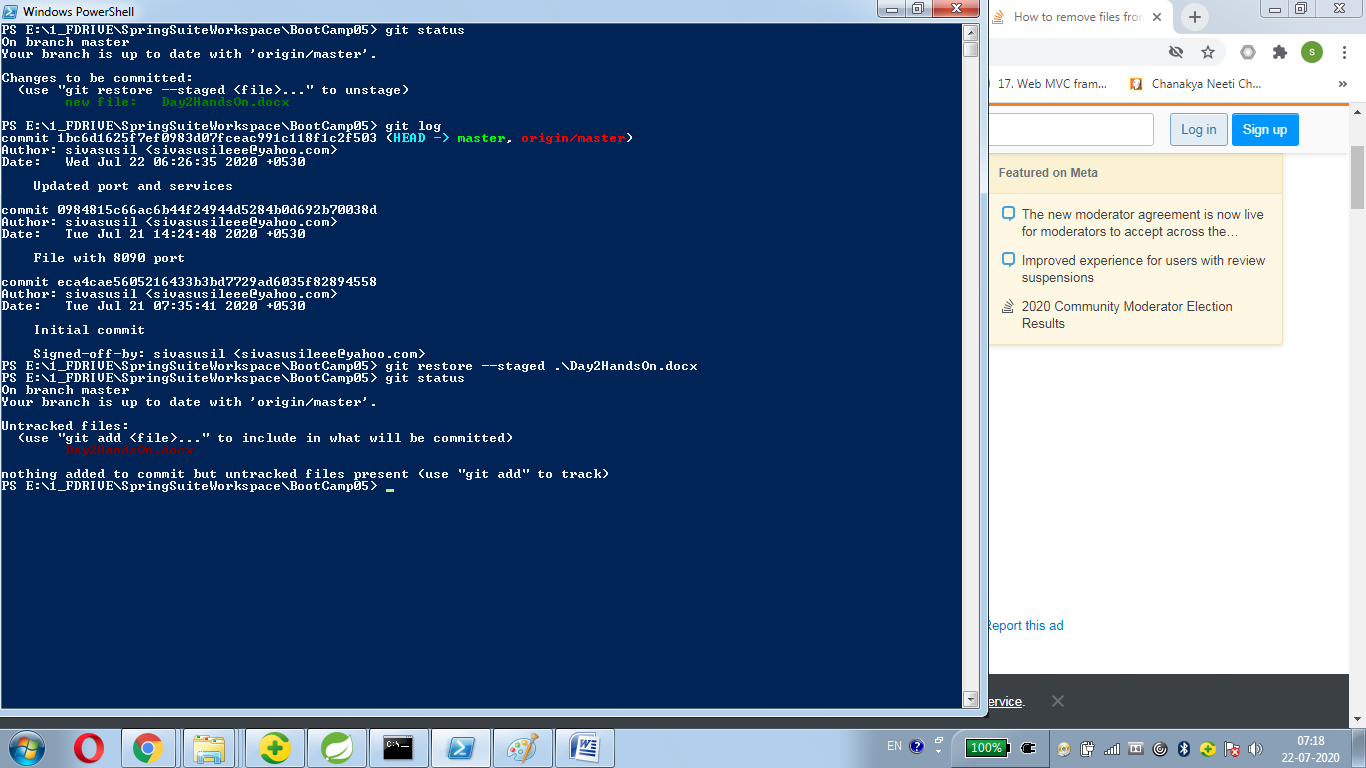 Windows PowerShell
PS E:\1_FDRIVE\SpringSuiteWorkspace\BootCamp05> git status
On branch master
Your branch is up to date with 'origin/master'.
Changes to be committed:
(use "git restore --staged <file>..." to unstage)
new file: Day2HandsOn.docx
PS E:\1_FDRIVE\SpringSuiteWorkspace\BootCamp05> git log
commit 1bc6d1625f7ef0983d07fceac991c118f1c2f503 (HEAD -> master, origin/master)
Author: sivasusil <sivasusileee@yahoo.com>
Date: Wed Jul 22 06:26:35 2020 +0530
Updated port and services
commit 0984815c66ac6b44f24944d5284b0d692b70038d
Author: sivasusil <sivasusileee@yahoo.com>
Date: Tue Jul 21 14:24:48 2020 +0530
File with 8090 port
commit eca4cae5605216433b3bd7729ad6035f82894558
Author: sivasusil <sivasusileee@yahoo.com>
Date: Tue Jul 21 07:35:41 2020 +0530
Initial commit
Signed-off-by: sivasusil <sivasusileee@yahoo.com>
PS E:\1_FDRIVE\SpringSuiteWorkspace\BootCamp05> git restore --staged .\Day2HandsOn.docx
PS E:\1_FDRIVE\SpringSuiteWorkspace\BootCamp05> git status
On branch master
Your branch is up to date with 'origin/master'.
Untracked files:
(use "git add <file>..." to include in what will be committed)
Day2HandsOn.docx
nothing added to commit but untracked files present (use "git add" to track)
PS E:\1_FDRIVE\SpringSuiteWorkspace\BootCamp05>
How to remove files fro
S
17. Web MVC fram...
Chanakya Neeti Ch...
»
Log in
Sign up
Featured on Meta
The new moderator agreement is now live
for moderators to accept across the…
Improved experience for users with review
suspensions
2020 Community Moderator Election
Results
Report this ad
ervice.
C:\
W
EN
100%
07:18
22-07-2020